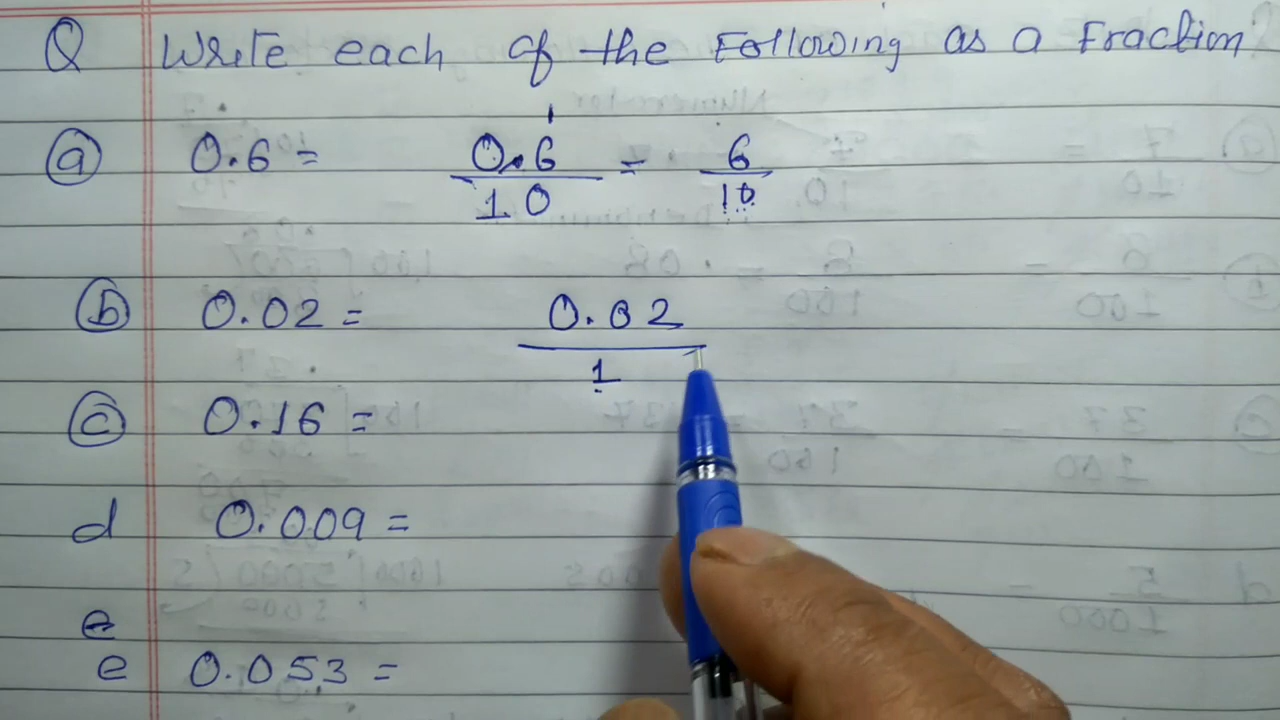 Q Write each of the Following as a Fraction
(a) 0.6 = 0.6/10 = 6/10
(b) 0.02 = 0.02/1
(c) 0.16 =
d 0.009 =
e
e 0.053 =